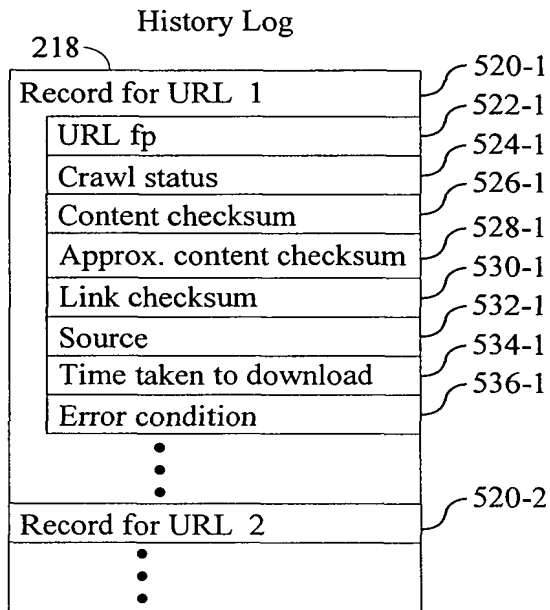 History Log
218
Record for URL 1 520-1
URL fp 522-1
Crawl status 524-1
Content checksum 526-1
Approx. content checksum 528-1
Link checksum 530-1
Source 532-1
Time taken to download 534-1
Error condition 536-1
Record for URL 2 520-2